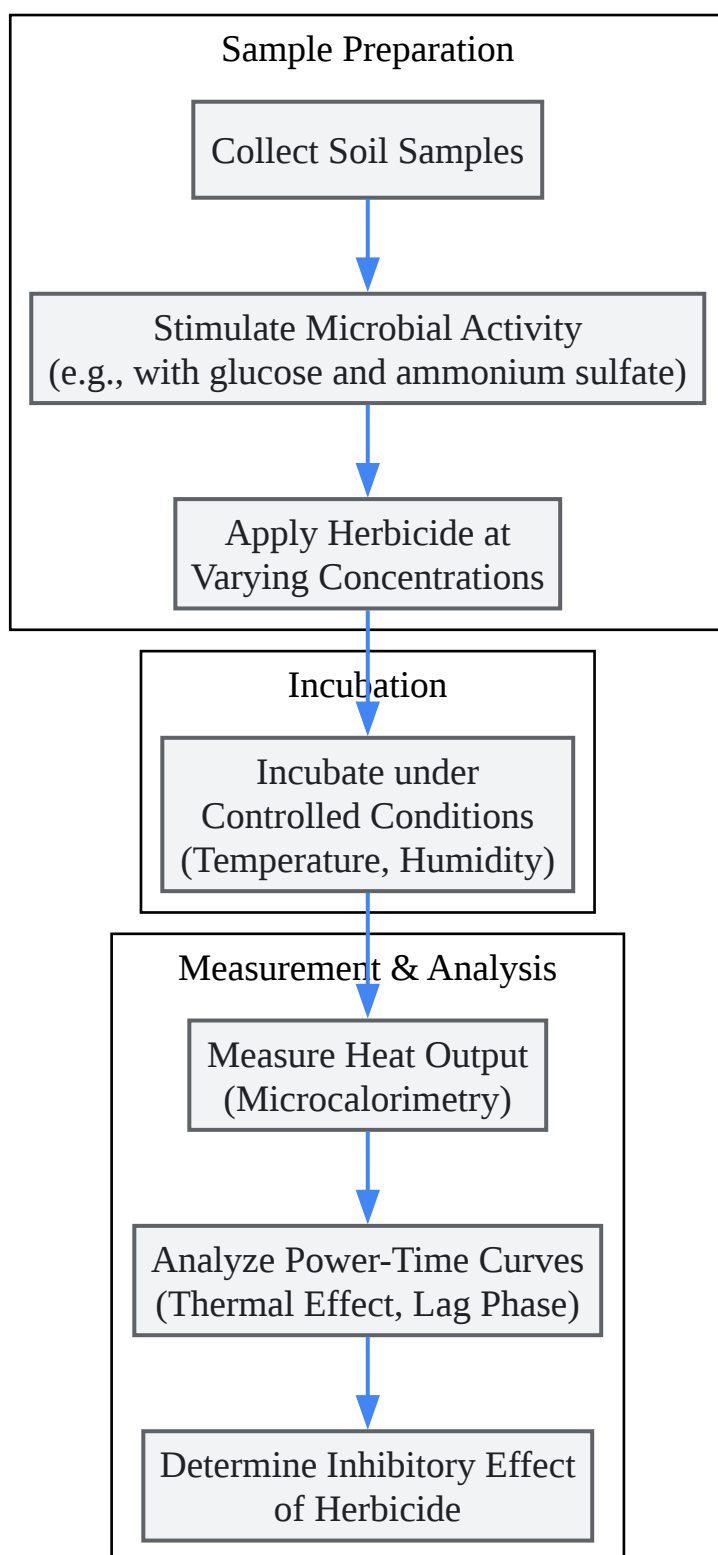 Sample Preparation
Collect Soil Samples
Stimulate Microbial Activity
(e.g., with glucose and ammonium sulfate)
Apply Herbicide at
Varying Concentrations
Incubation
Incubate under
Controlled Conditions
(Temperature, Humidity)
Measurement & Analysis
Measure Heat Output
(Microcalorimetry)
Analyze Power-Time Curves
(Thermal Effect, Lag Phase)
Determine Inhibitory Effect
of Herbicide